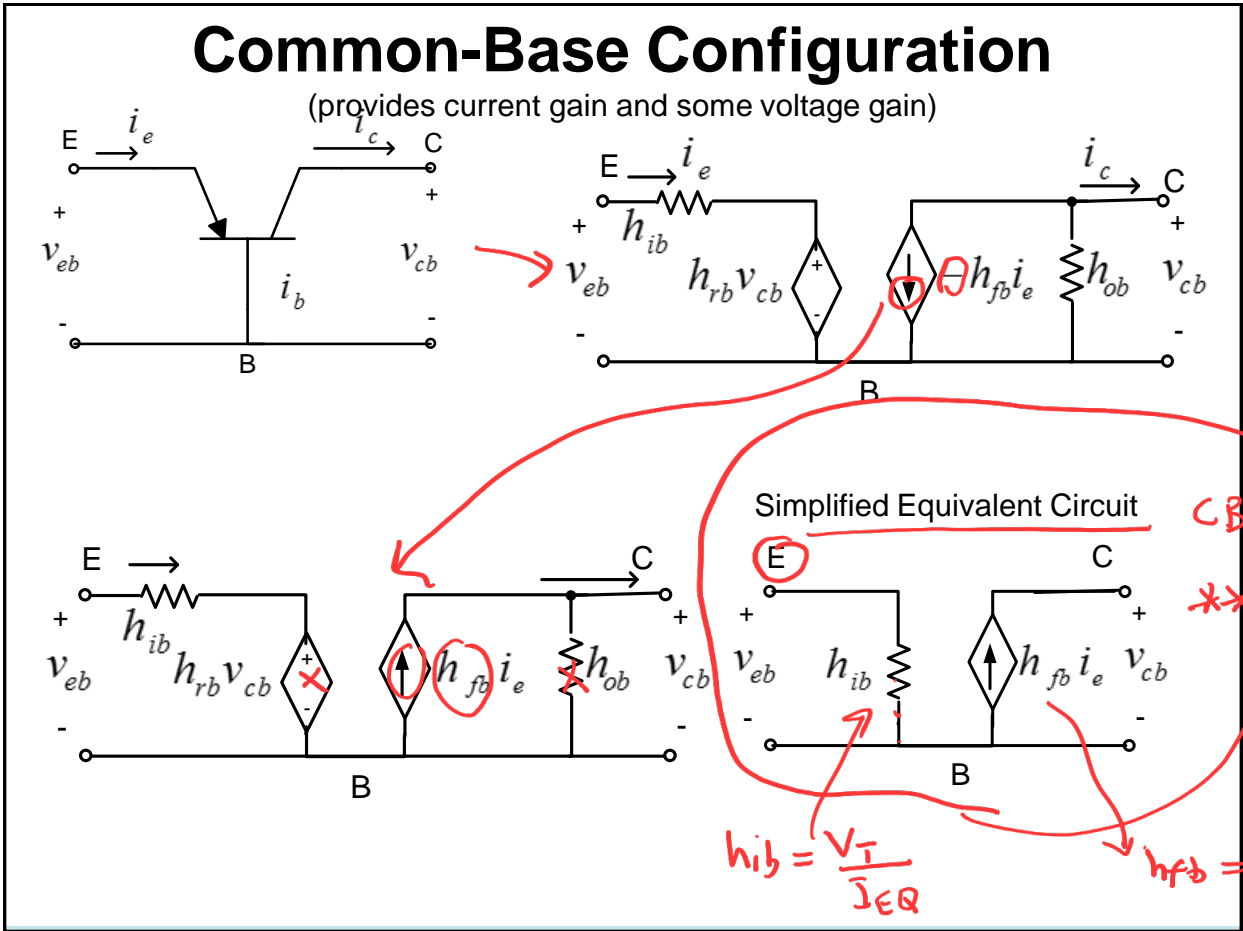 Common-Base Configuration
(provides current gain and some voltage gain)
E i_e i_c C
+ +
v_eb i_b v_cb
- -
B
E i_e i_c C
+ h_ib +
v_eb h_rb v_cb + - -h_fb i_e h_ob v_cb
- -
B
Simplified Equivalent Circuit CB
E C
+ h_ib +
v_eb h_rb v_cb + - h_fb i_e h_ob v_cb
- -
B
E C **
+ +
v_eb h_ib h_fb i_e v_cb
- -
B
h_ib = V_T / I_EQ
h_fb =